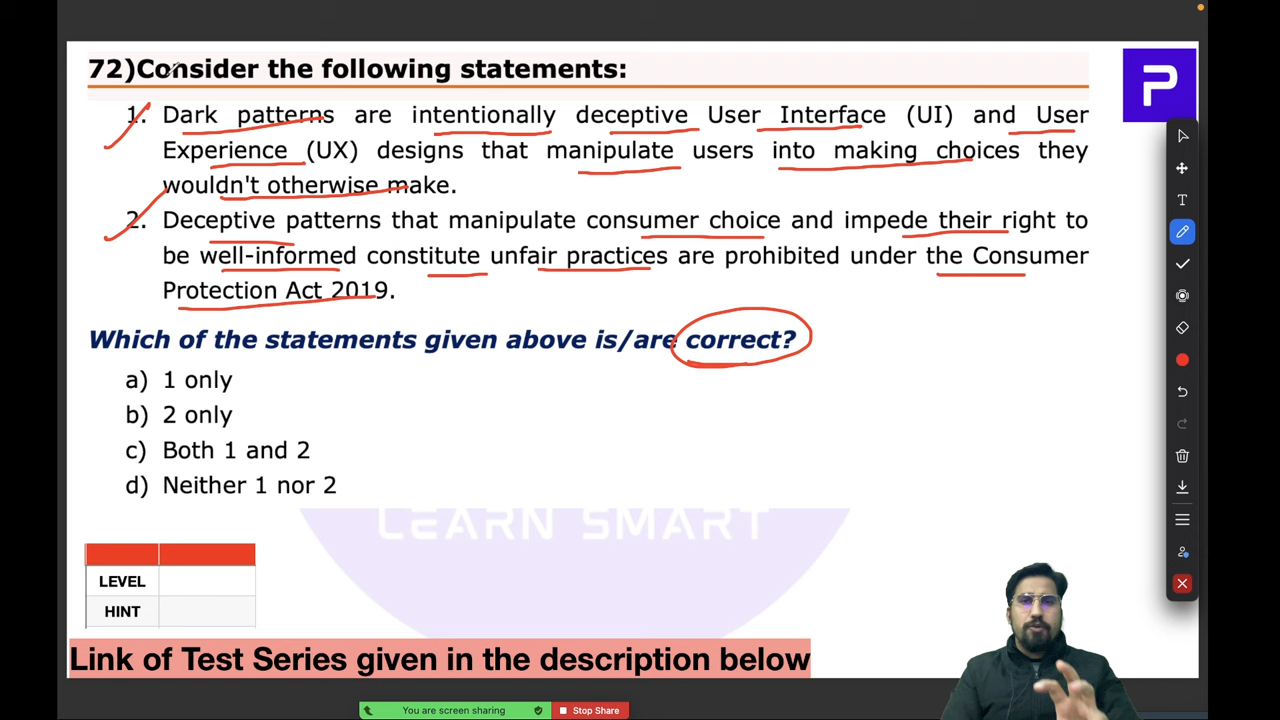 72)Consider the following statements:
1. Dark patterns are intentionally deceptive User Interface (UI) and User
Experience (UX) designs that manipulate users into making choices they
wouldn't otherwise make.
2. Deceptive patterns that manipulate consumer choice and impede their right to
be well-informed constitute unfair practices are prohibited under the Consumer
Protection Act 2019.
Which of the statements given above is/are correct?
a) 1 only
b) 2 only
c) Both 1 and 2
d) Neither 1 nor 2
LEARN SMART
LEVEL
HINT
Link of Test Series given in the description below
You are screen sharing
Stop Share
P
T